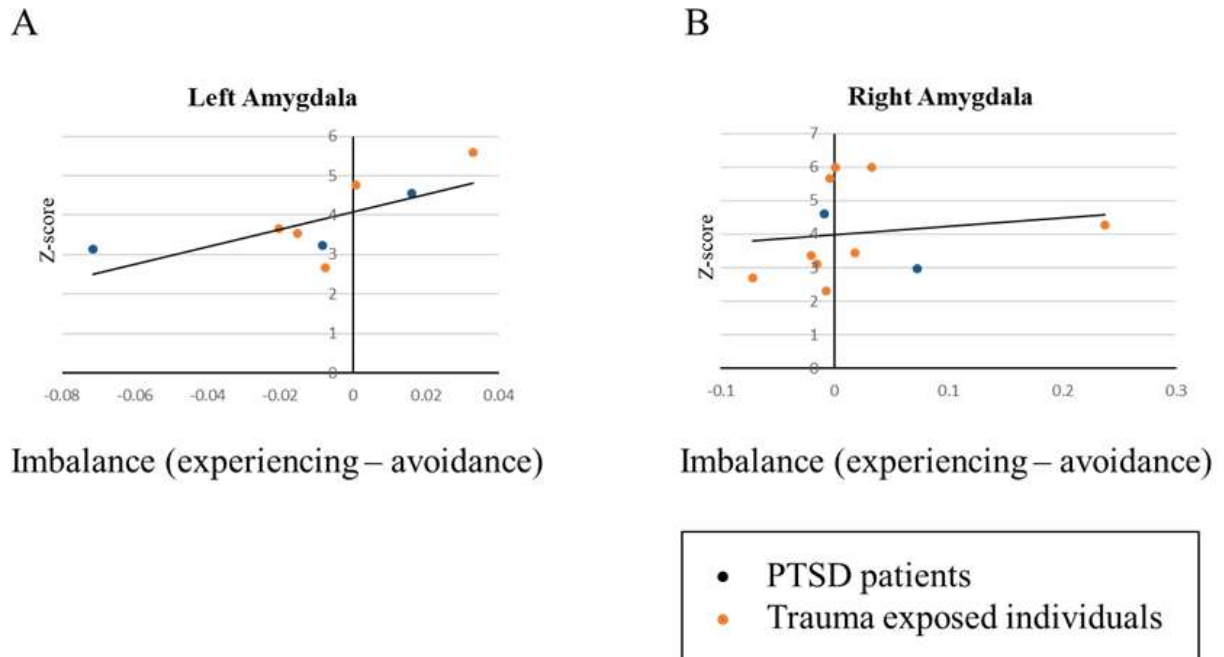 A
B
Left Amygdala
Right Amygdala
Z-score
6
5
4
3
2
1
0
-0.08
-0.06
-0.04
-0.02
0
0.02
0.04
Z-score
7
6
5
4
3
2
1
0
-0.1
0
0.1
0.2
0.3
Imbalance (experiencing – avoidance)
Imbalance (experiencing – avoidance)
PTSD patients
Trauma exposed individuals